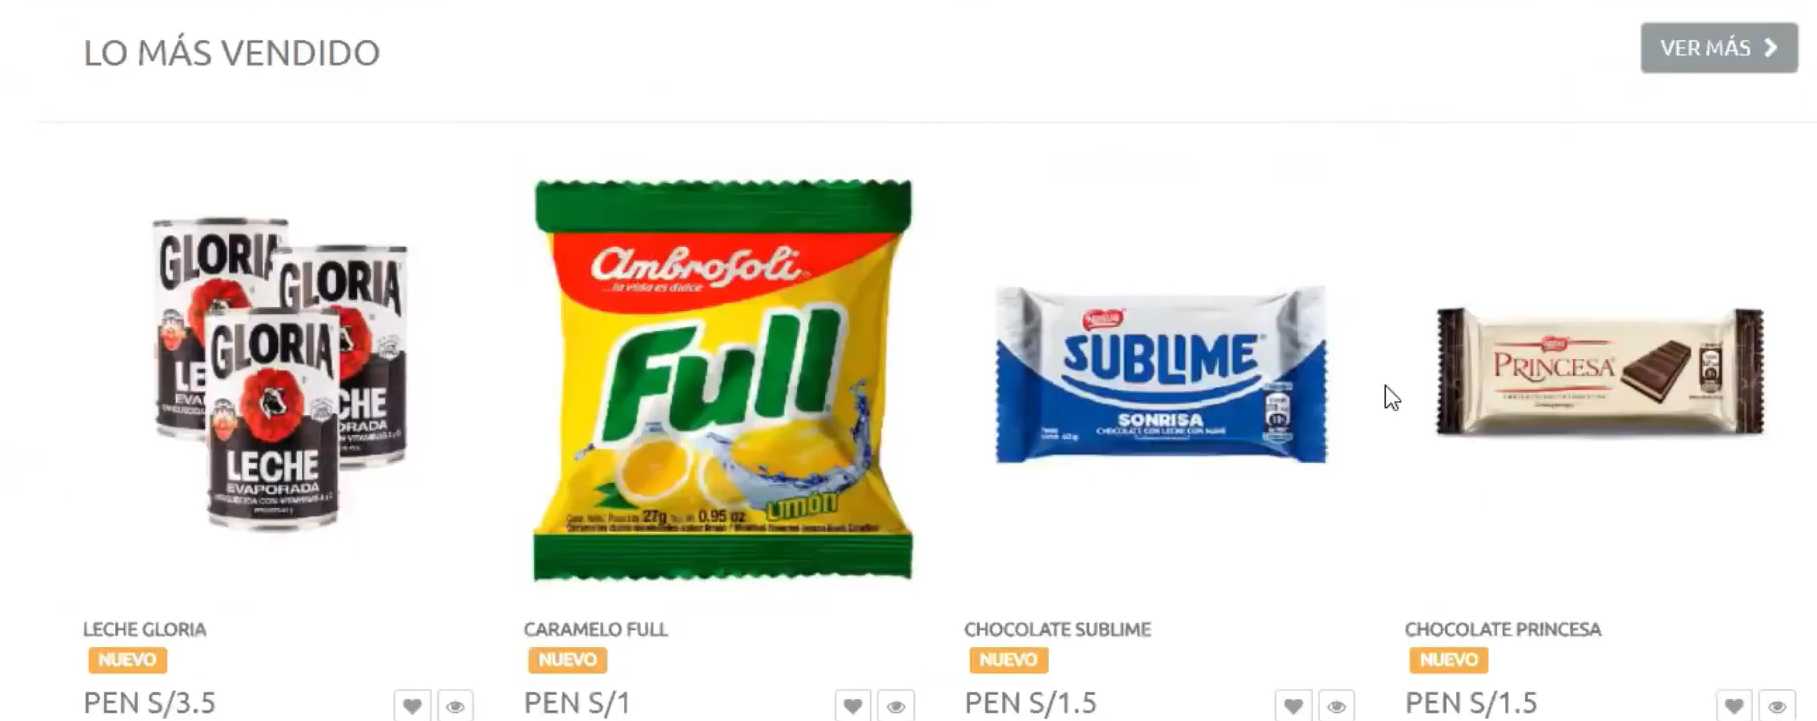 LO MÁS VENDIDO
VER MÁS
GLORIA
LE
EVA
GLORIA
CHE
ORADA
GLORIA
LECHE
EVAPORADA
Ambrosoli
...la vida es dulce
Full
Limón
27g
0.95 oz
Nestlé
SUBLIME
SONRISA
CHOCOLATE CON LECHE CON MANÍ
Nestlé
PRINCESA
LECHE GLORIA
NUEVO
PEN S/3.5
CARAMELO FULL
NUEVO
PEN S/1
CHOCOLATE SUBLIME
NUEVO
PEN S/1.5
CHOCOLATE PRINCESA
NUEVO
PEN S/1.5